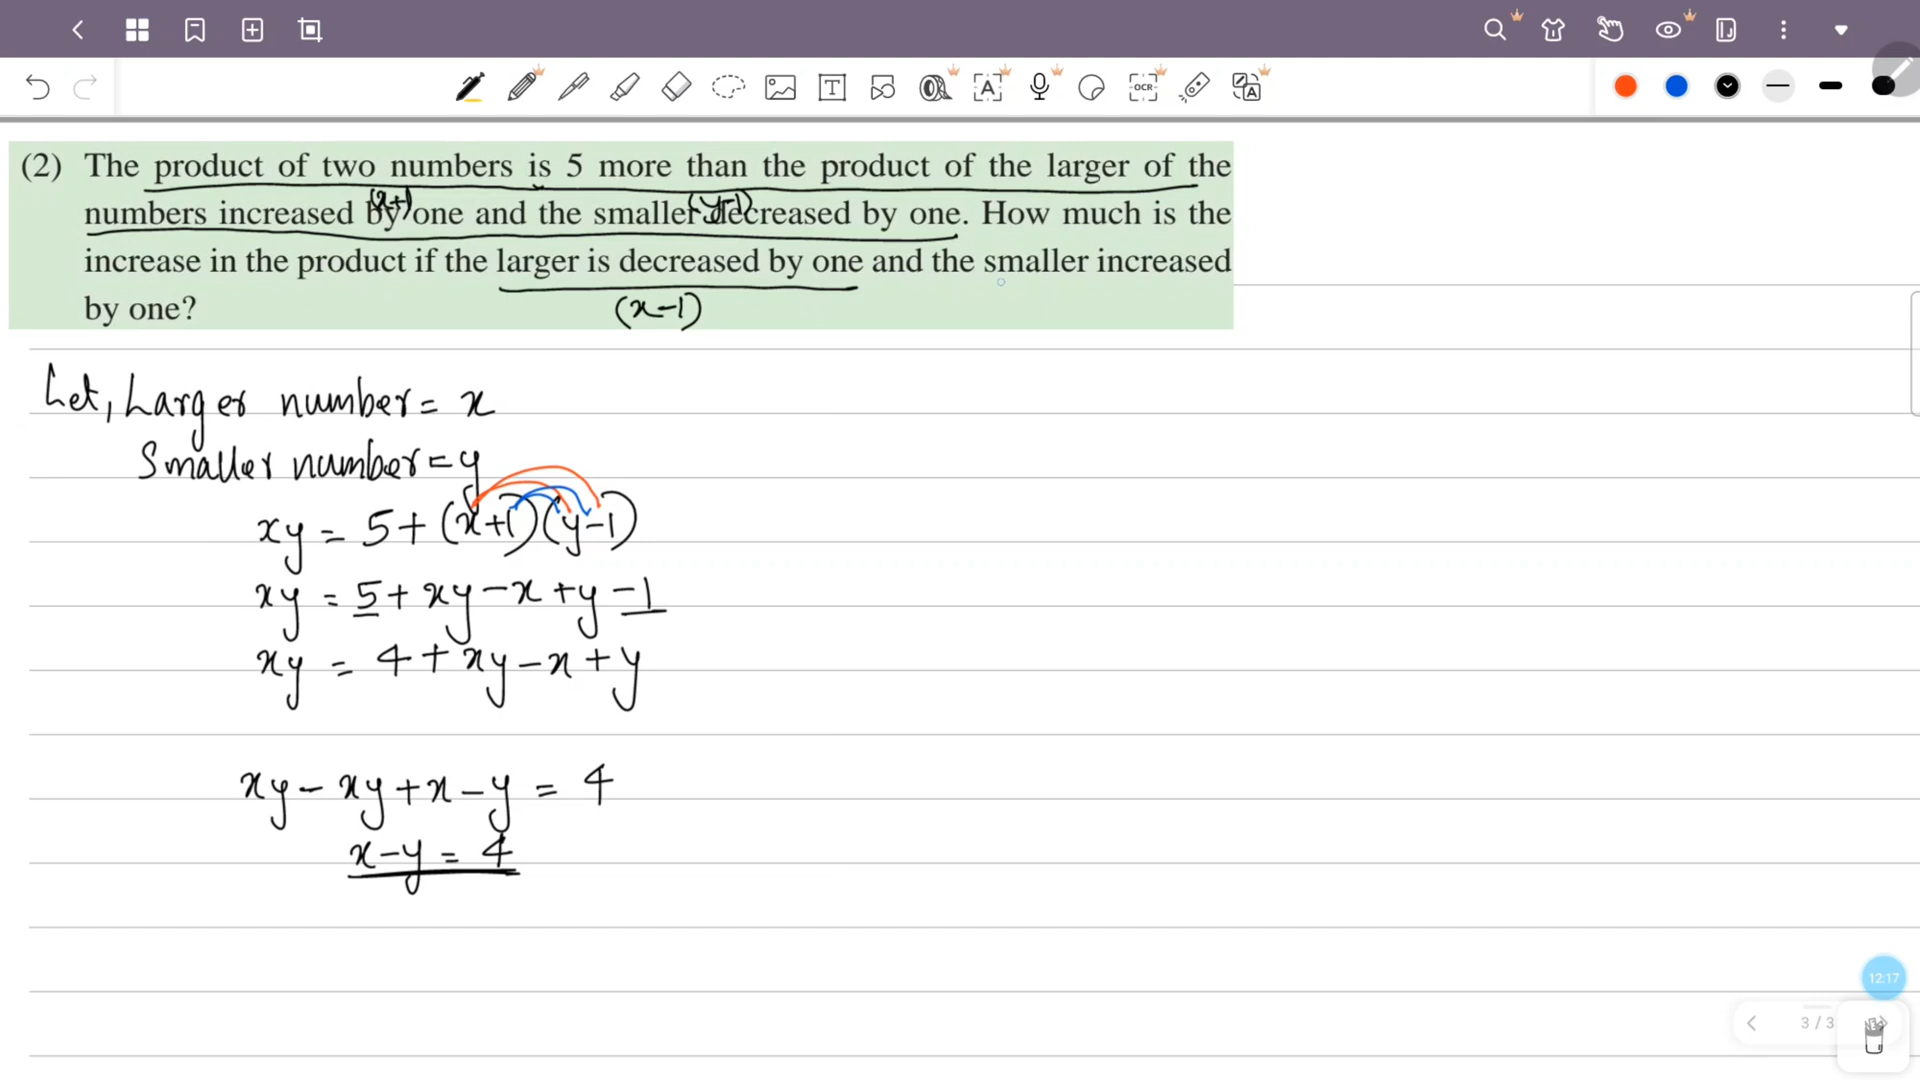 (2) The product of two numbers is 5 more than the product of the larger of the
(x+1) (y-1)
numbers increased by one and the smaller decreased by one. How much is the
increase in the product if the larger is decreased by one and the smaller increased
by one? (x-1)
Let, Larger number = x
Smaller number = y
xy = 5+(x+1)(y-1)
xy = 5+ xy-x+y-1
xy = 4+xy-x+y
xy-xy+x-y = 4
x-y = 4
12:17
3 / 3